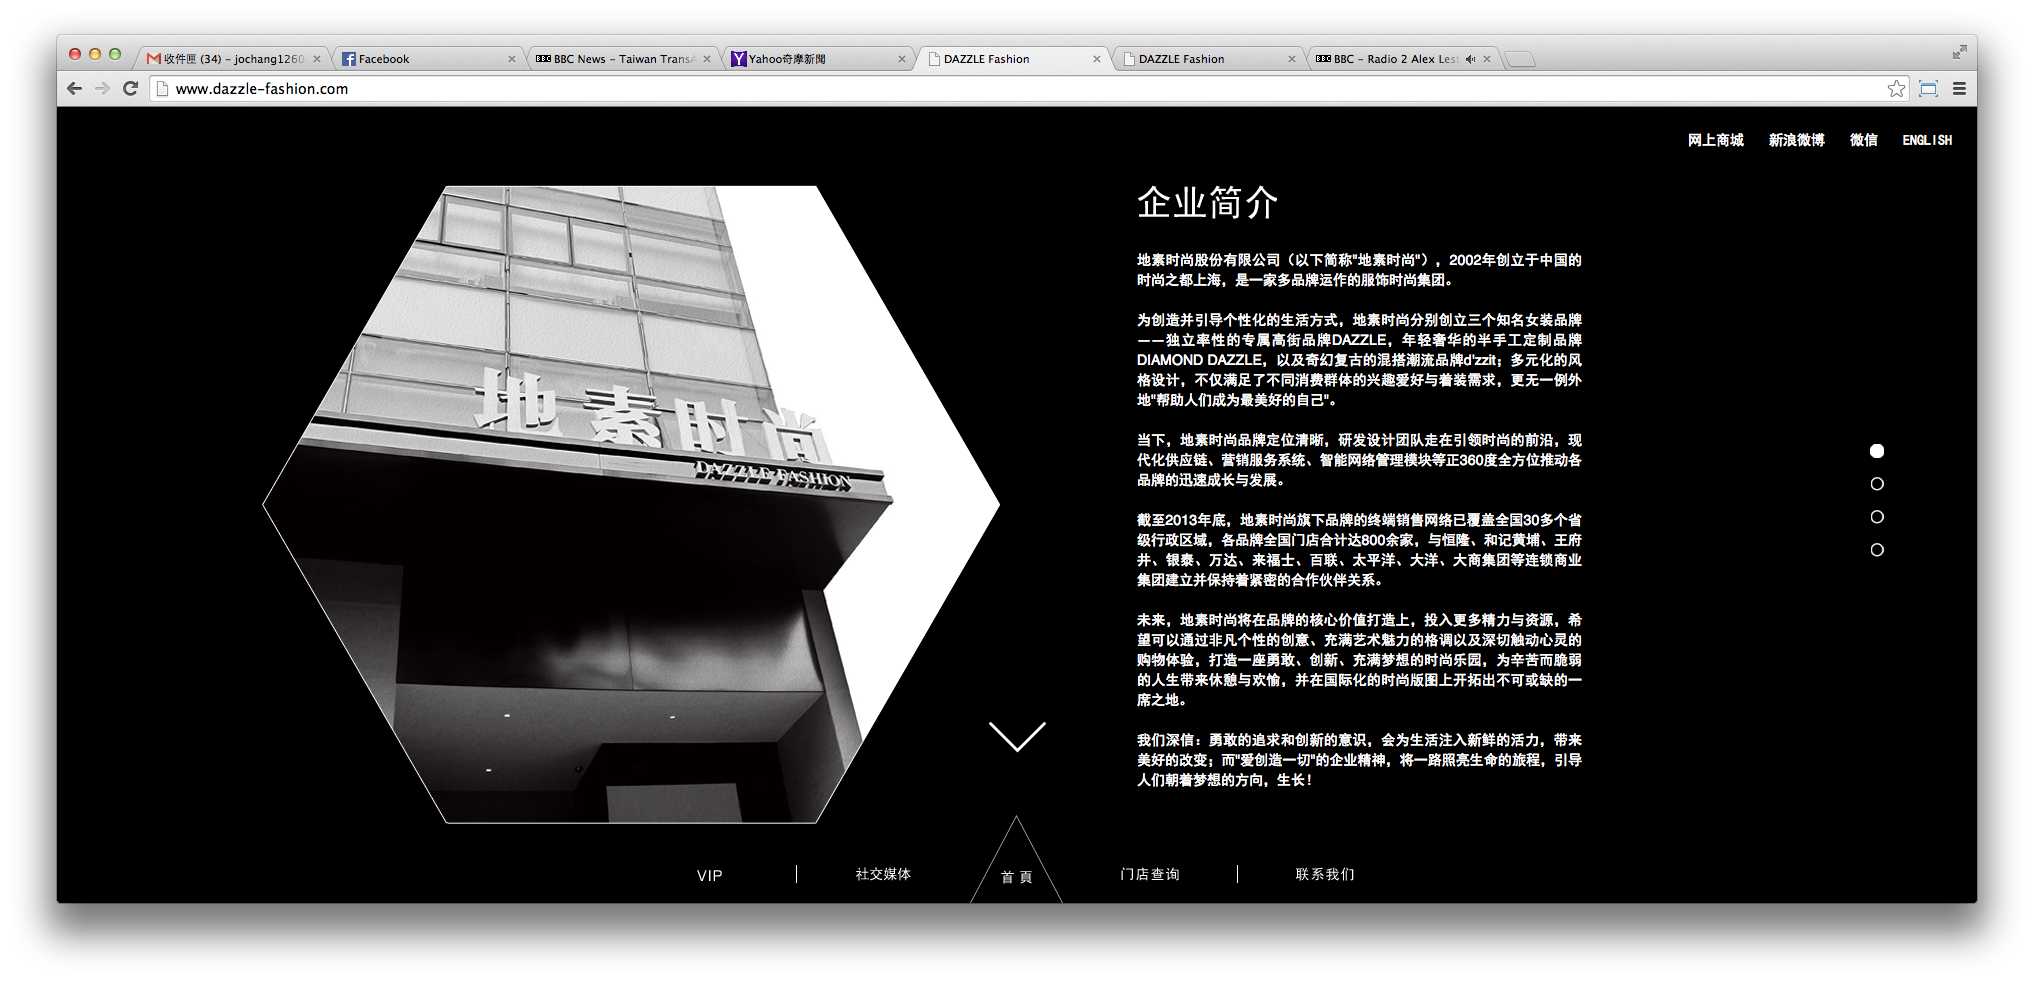 收件匣 (34) - jochang1260
Facebook
BBC News - Taiwan TransA
Yahoo奇摩新聞
DAZZLE Fashion
DAZZLE Fashion
BBC - Radio 2 Alex Lest
www.dazzle-fashion.com
网上商城
新浪微博
微信
ENGLISH
地素时尚
DAZZLE FASHION
企业简介
地素时尚股份有限公司（以下简称"地素时尚"），2002年创立于中国的
时尚之都上海，是一家多品牌运作的服饰时尚集团。
为创造并引导个性化的生活方式，地素时尚分别创立三个知名女装品牌
——独立率性的专属高街品牌DAZZLE，年轻奢华的半手工定制品牌
DIAMOND DAZZLE，以及奇幻复古的混搭潮流品牌d'zzit；多元化的风
格设计，不仅满足了不同消费群体的兴趣爱好与着装需求，更无一例外
地"帮助人们成为最美好的自己"。
当下，地素时尚品牌定位清晰，研发设计团队走在引领时尚的前沿，现
代化供应链、营销服务系统、智能网络管理模块等正360度全方位推动各
品牌的迅速成长与发展。
截至2013年底，地素时尚旗下品牌的终端销售网络已覆盖全国30多个省
级行政区域，各品牌全国门店合计达800余家，与恒隆、和记黄埔、王府
井、银泰、万达、来福士、百联、太平洋、大洋、大商集团等连锁商业
集团建立并保持着紧密的合作伙伴关系。
未来，地素时尚将在品牌的核心价值打造上，投入更多精力与资源，希
望可以通过非凡个性的创意、充满艺术魅力的格调以及深切触动心灵的
购物体验，打造一座勇敢、创新、充满梦想的时尚乐园，为辛苦而脆弱
的人生带来休憩与欢愉，并在国际化的时尚版图上开拓出不可或缺的一
席之地。
我们深信：勇敢的追求和创新的意识，会为生活注入新鲜的活力，带来
美好的改变；而"爱创造一切"的企业精神，将一路照亮生命的旅程，引导
人们朝着梦想的方向，生长！
VIP
社交媒体
首 頁
门店查询
联系我们